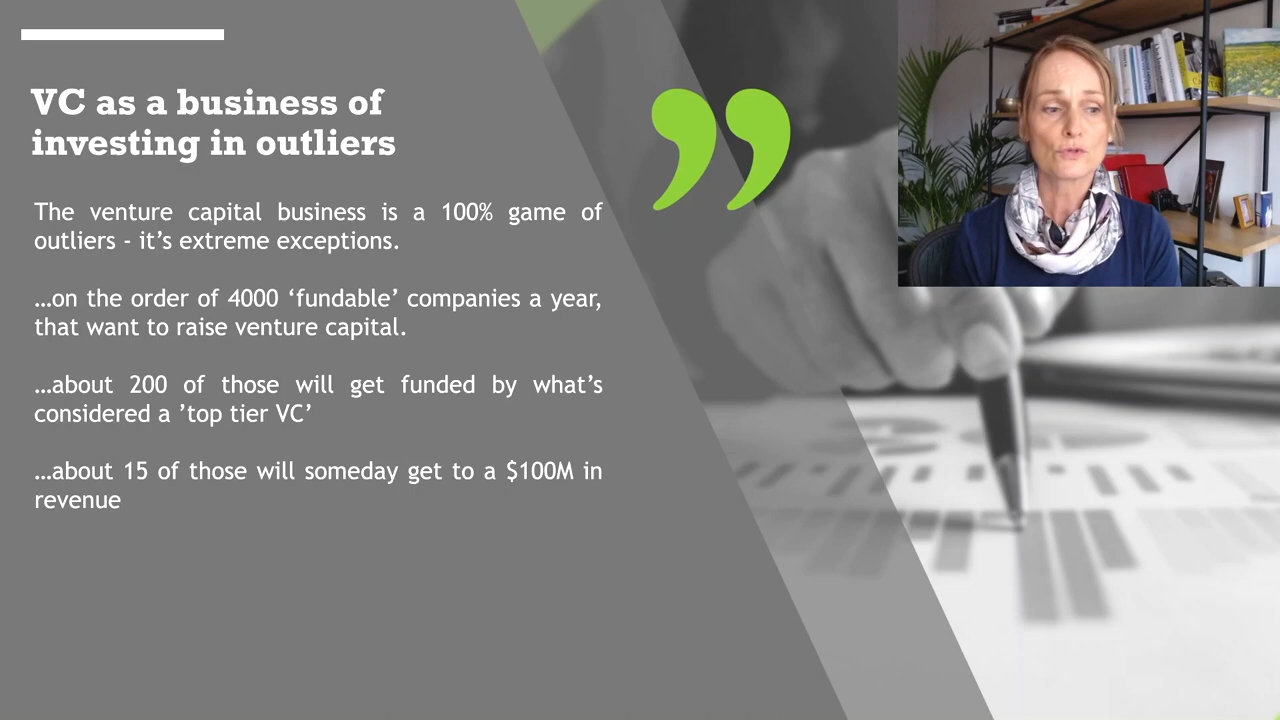 VC as a business of
investing in outliers
The venture capital business is a 100% game of
outliers - it’s extreme exceptions.
…on the order of 4000 ‘fundable’ companies a year,
that want to raise venture capital.
…about 200 of those will get funded by what’s
considered a ’top tier VC’
…about 15 of those will someday get to a $100M in
revenue
”